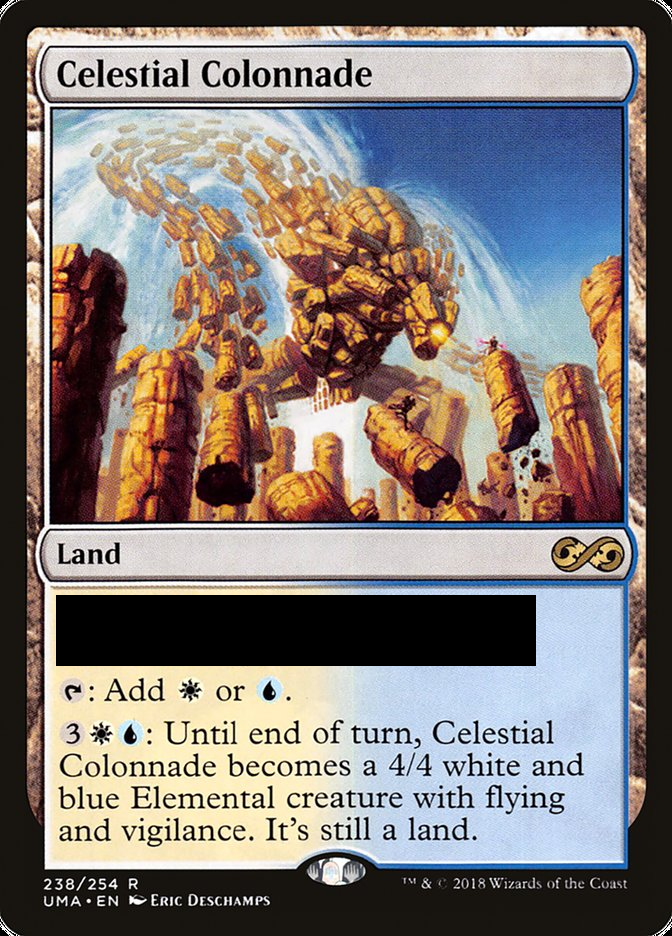 Celestial Colonnade
Land
: Add or .
3: Until end of turn, Celestial
Colonnade becomes a 4/4 white and
blue Elemental creature with flying
and vigilance. It's still a land.
238/254 R
UMA • EN Eric Deschamps
™ & © 2018 Wizards of the Coast